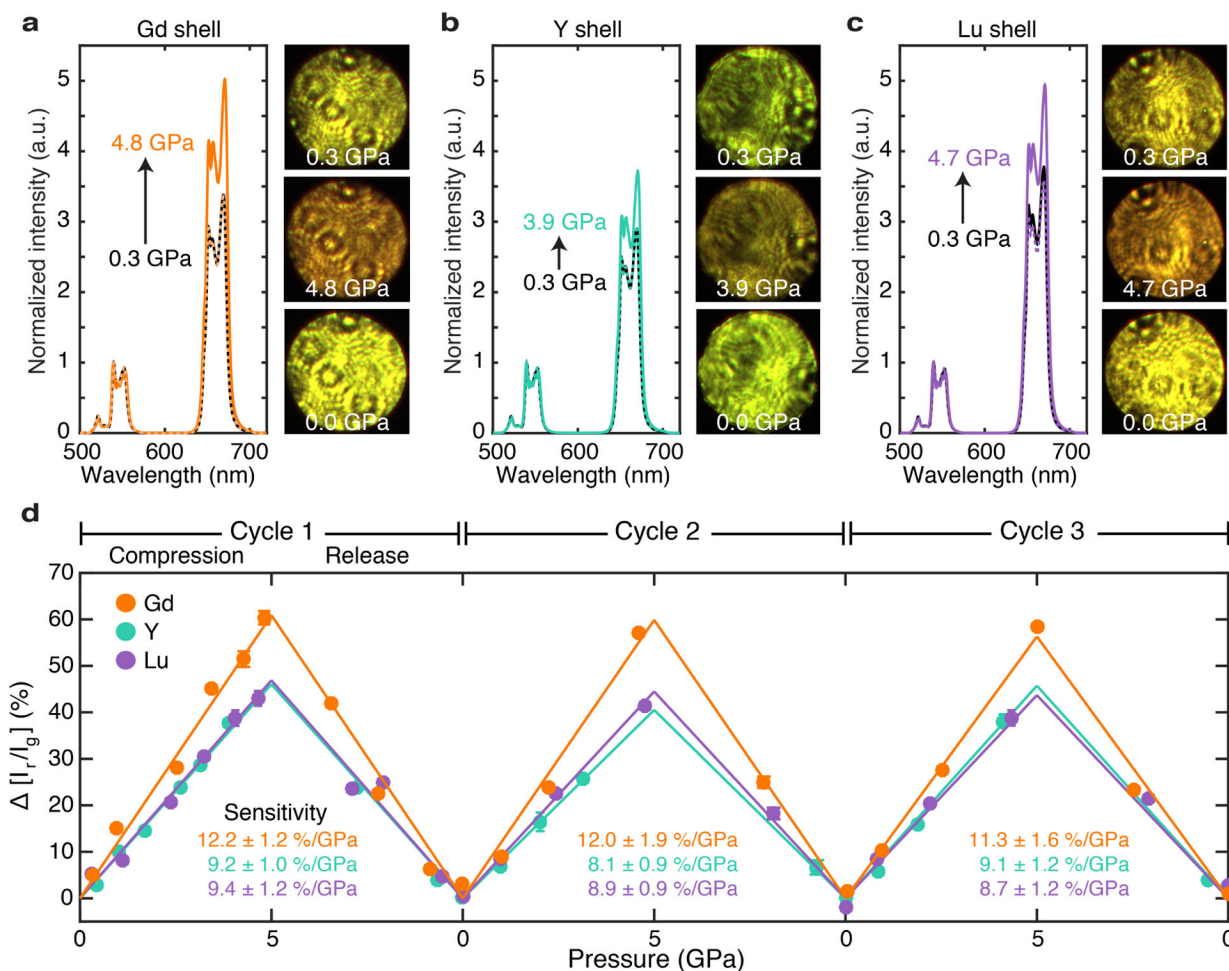 a Gd shell
Normalized intensity (a.u.)
5
4
3
2
1
0
4.8 GPa
0.3 GPa
500 600 700
Wavelength (nm)
0.3 GPa
4.8 GPa
0.0 GPa
b Y shell
Normalized intensity (a.u.)
5
4
3
2
1
0
3.9 GPa
0.3 GPa
500 600 700
Wavelength (nm)
0.3 GPa
3.9 GPa
0.0 GPa
c Lu shell
Normalized intensity (a.u.)
5
4
3
2
1
0
4.7 GPa
0.3 GPa
500 600 700
Wavelength (nm)
0.3 GPa
4.7 GPa
0.0 GPa
d
Cycle 1 Cycle 2 Cycle 3
Compression Release
Δ [Iᵣ/I_g] (%)
70
60
50
40
30
20
10
0
Gd
Y
Lu
Sensitivity
12.2 ± 1.2 %/GPa
9.2 ± 1.0 %/GPa
9.4 ± 1.2 %/GPa
12.0 ± 1.9 %/GPa
8.1 ± 0.9 %/GPa
8.9 ± 0.9 %/GPa
11.3 ± 1.6 %/GPa
9.1 ± 1.2 %/GPa
8.7 ± 1.2 %/GPa
0 5 0 5 0 5 0
Pressure (GPa)